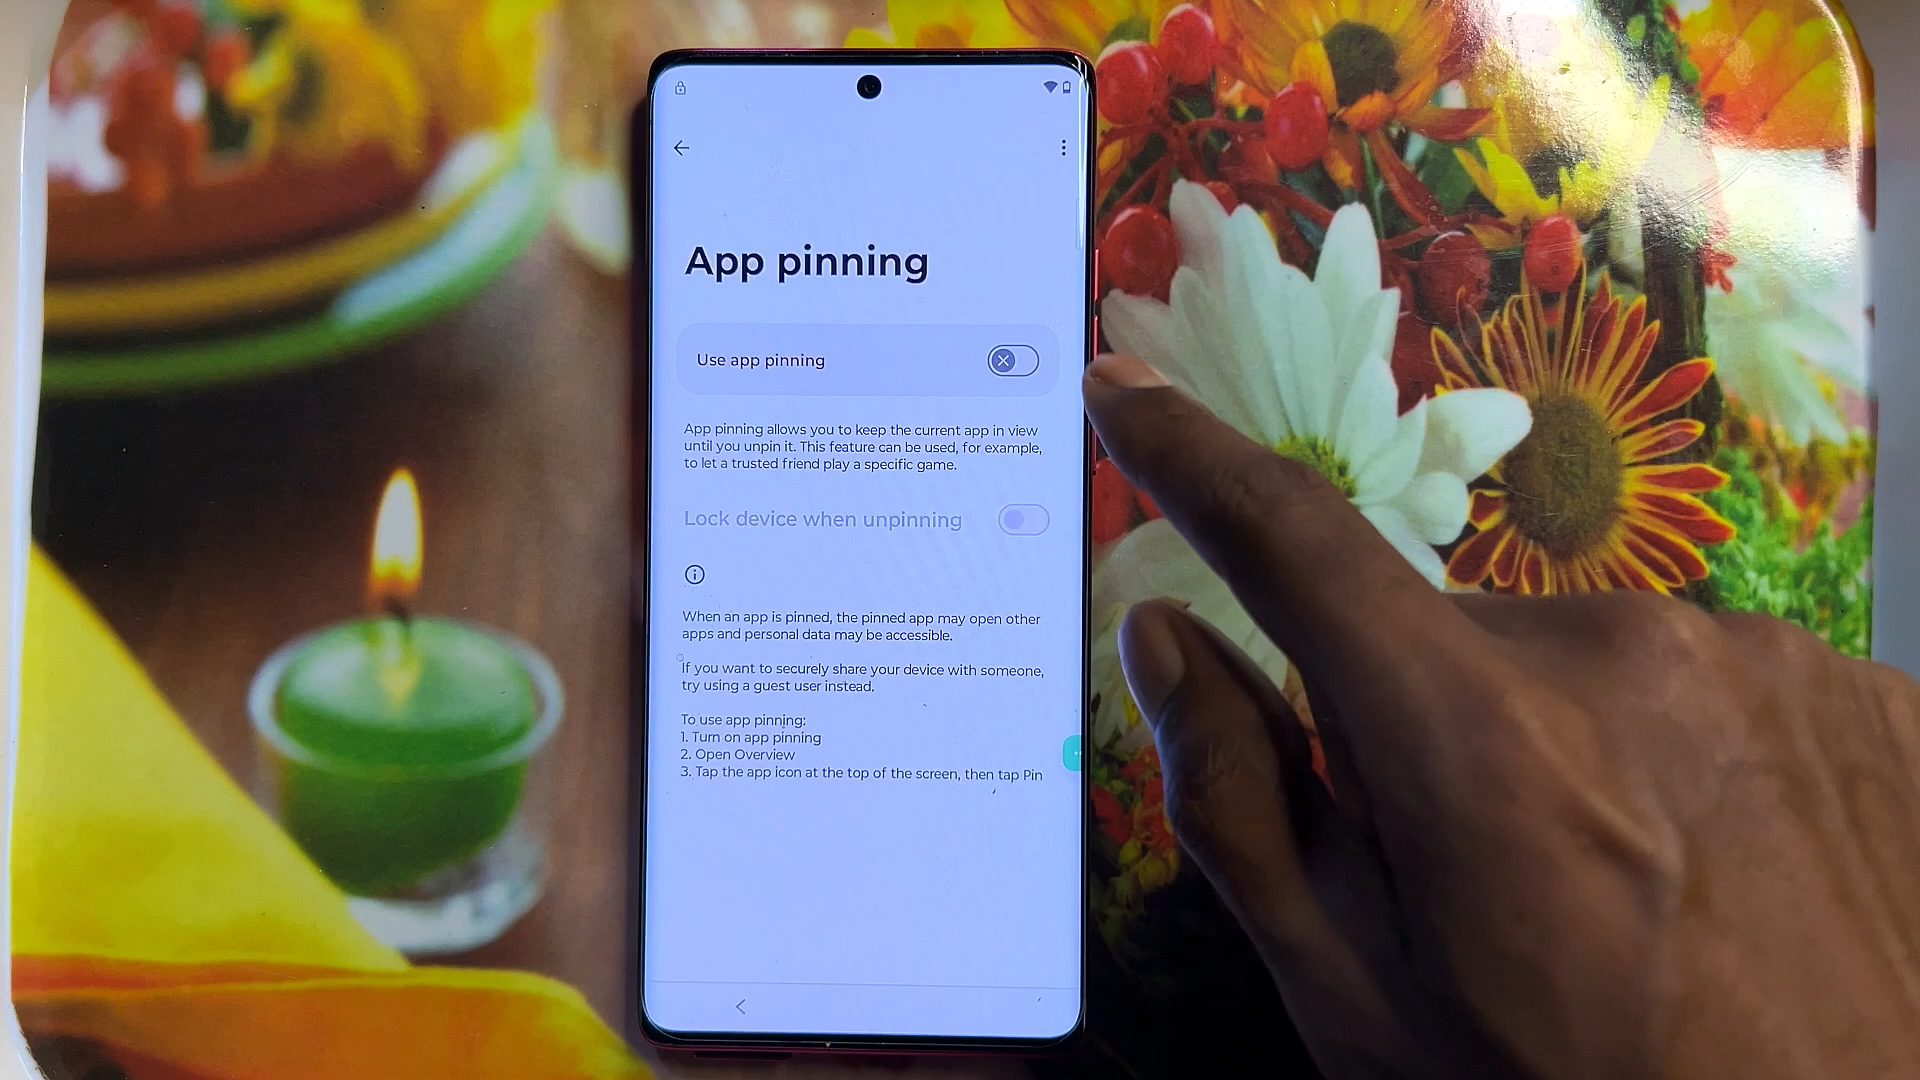 App pinning
Use app pinning
App pinning allows you to keep the current app in view
until you unpin it. This feature can be used, for example,
to let a trusted friend play a specific game.
Lock device when unpinning
When an app is pinned, the pinned app may open other
apps and personal data may be accessible.
If you want to securely share your device with someone,
try using a guest user instead.
To use app pinning:
1. Turn on app pinning
2. Open Overview
3. Tap the app icon at the top of the screen, then tap Pin